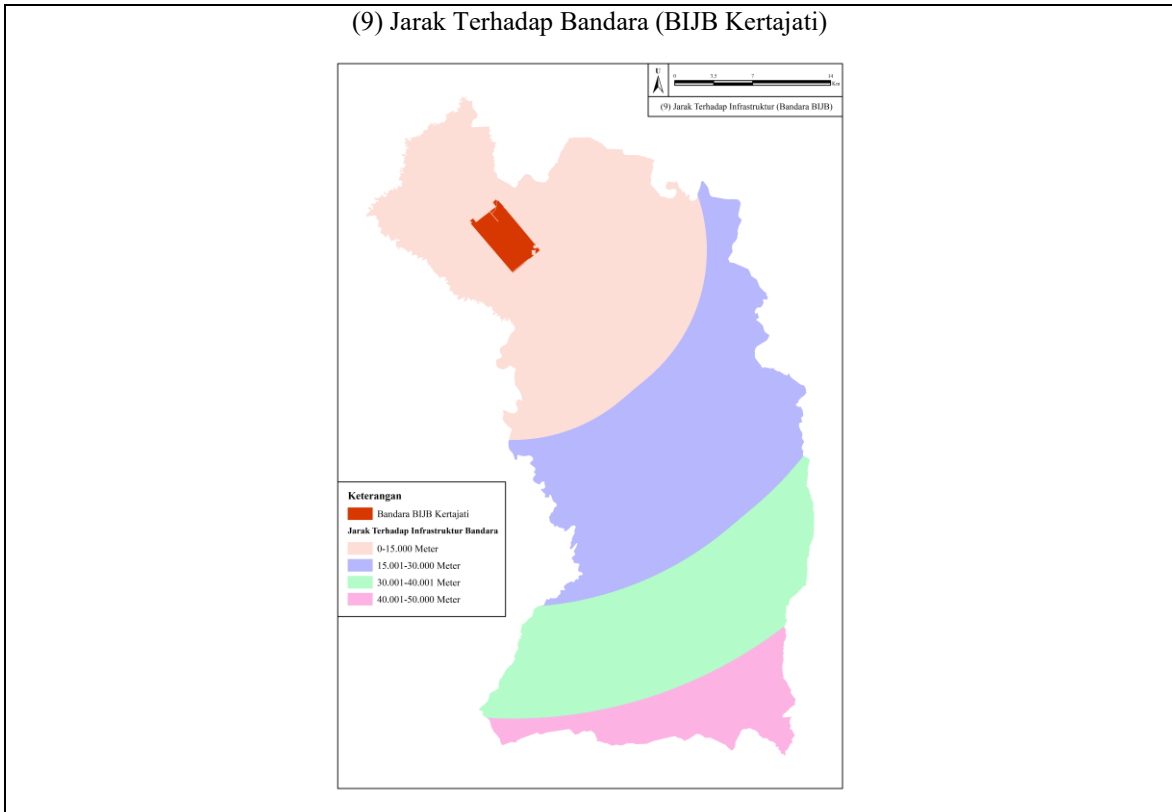 (9) Jarak Terhadap Bandara (BIJB Kertajati)
U
0 3,5 7 14
Km
(9) Jarak Terhadap Infrastruktur (Bandara BIJB)
Keterangan
Bandara BIJB Kertajati
Jarak Terhadap Infrastruktur Bandara
0-15.000 Meter
15.001-30.000 Meter
30.001-40.001 Meter
40.001-50.000 Meter